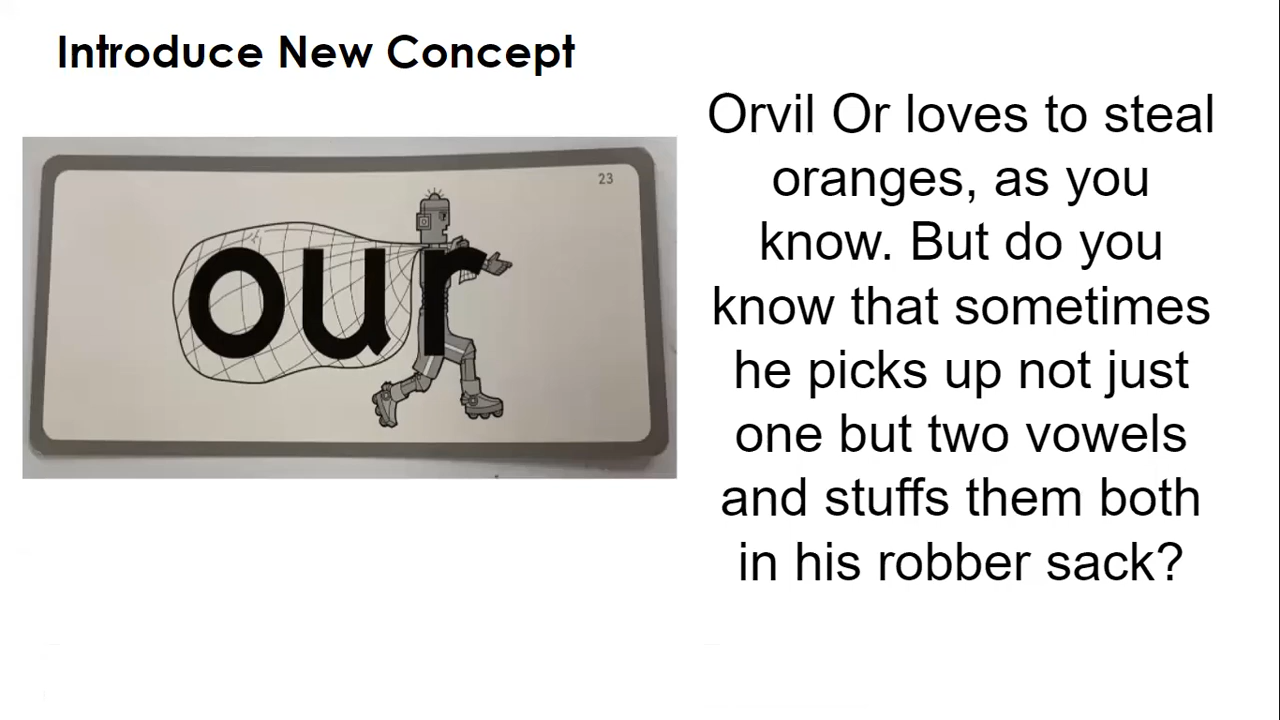 Introduce New Concept
23
our
Orvil Or loves to steal
oranges, as you
know. But do you
know that sometimes
he picks up not just
one but two vowels
and stuffs them both
in his robber sack?